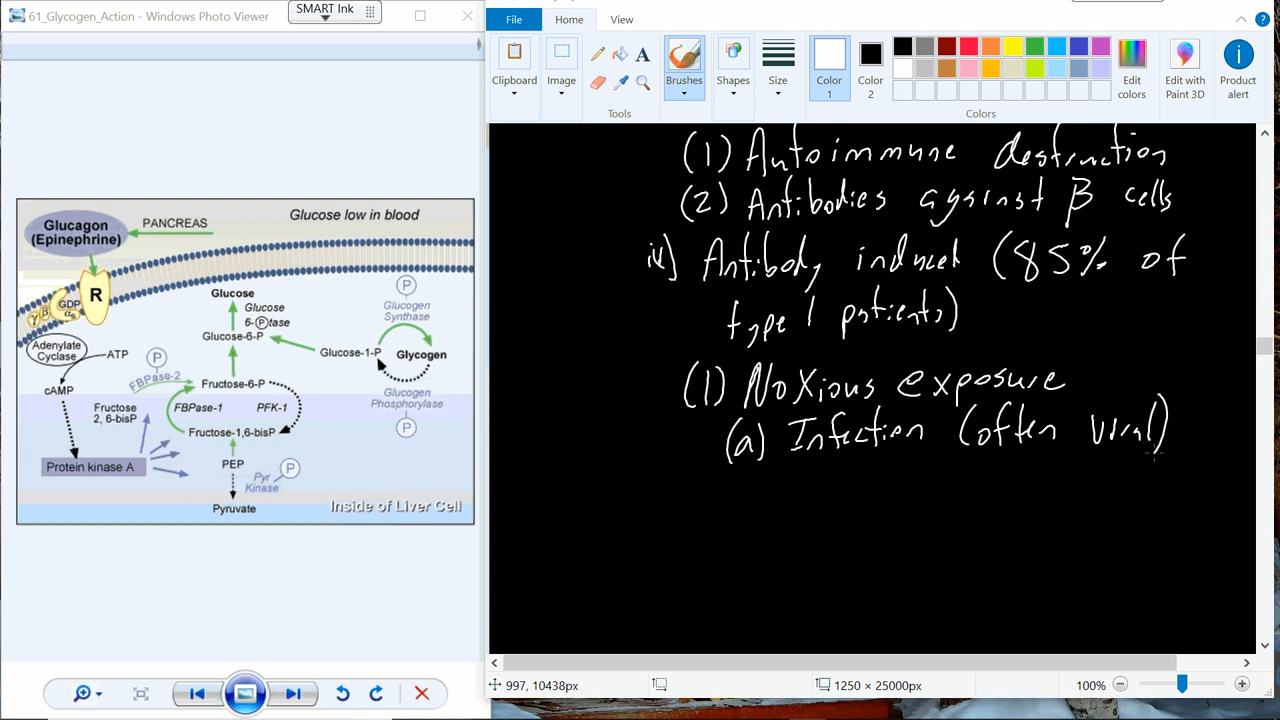 61_Glycogen_Action - Windows Photo Viewer
SMART Ink
File
Home
View
Clipboard
Image
A
Brushes
Shapes
Size
Color
1
Color
2
Edit
colors
Edit with
Paint 3D
Product
alert
Tools
Colors
Glucagon
(Epinephrine)
PANCREAS
Glucose low in blood
R
GDP
γ
β
α
Adenylate
Cyclase
ATP
cAMP
Protein kinase A
P
FBPase-2
Fructose
2, 6-bisP
Glucose
Glucose
6-Ptase
Glucose-6-P
Fructose-6-P
FBPase-1
PFK-1
Fructose-1,6-bisP
PEP
Pyr
Kinase
P
Pyruvate
P
Glucogen
Synthase
Glucose-1-P
Glycogen
Glucogen
Phosphorylase
P
Inside of Liver Cell
(1) Autoimmune destruction
(2) Antibodies against β cells
iv) Antibody induced (85% of
type 1 patients)
(1) Noxious exposure
(a) Infection (often viral)
997, 10438px
1250 × 25000px
100%